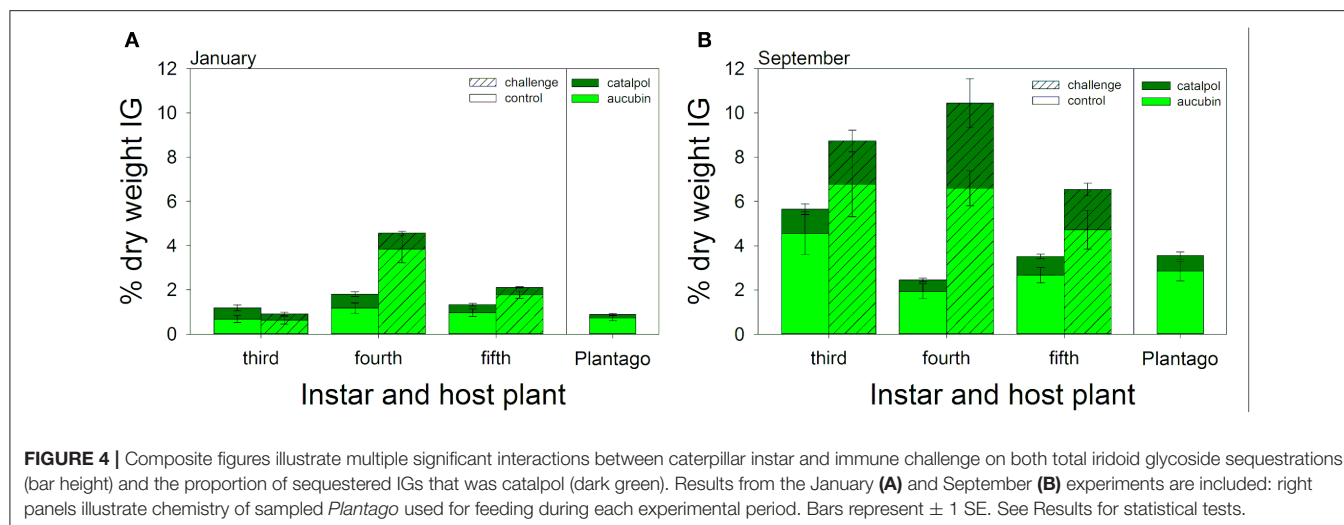 A
January
% dry weight IG
12
10
8
6
4
2
0
challenge
control
catalpol
aucubin
third
fourth
fifth
Plantago
Instar and host plant
B
September
% dry weight IG
12
10
8
6
4
2
0
challenge
control
catalpol
aucubin
third
fourth
fifth
Plantago
Instar and host plant
FIGURE 4 | Composite figures illustrate multiple significant interactions between caterpillar instar and immune challenge on both total iridoid glycoside sequestrations
(bar height) and the proportion of sequestered IGs that was catalpol (dark green). Results from the January (A) and September (B) experiments are included: right
panels illustrate chemistry of sampled Plantago used for feeding during each experimental period. Bars represent ± 1 SE. See Results for statistical tests.